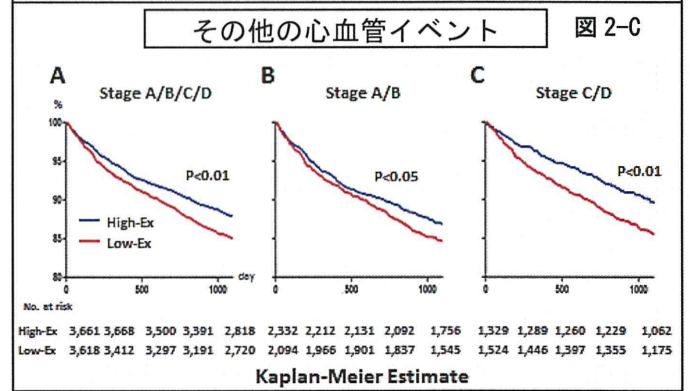 その他の心血管イベント 図 2-C
A Stage A/B/C/D B Stage A/B C Stage C/D
%
100
95
90
85
80
P<0.01 P<0.05 P<0.01
High-Ex
Low-Ex
0 500 1000 day 0 500 1000 0 500 1000
No. at risk
High-Ex 3,661 3,668 3,500 3,391 2,818 2,332 2,212 2,131 2,092 1,756 1,329 1,289 1,260 1,229 1,062
Low-Ex 3,618 3,412 3,297 3,191 2,720 2,094 1,966 1,901 1,837 1,545 1,524 1,446 1,397 1,355 1,175
Kaplan-Meier Estimate